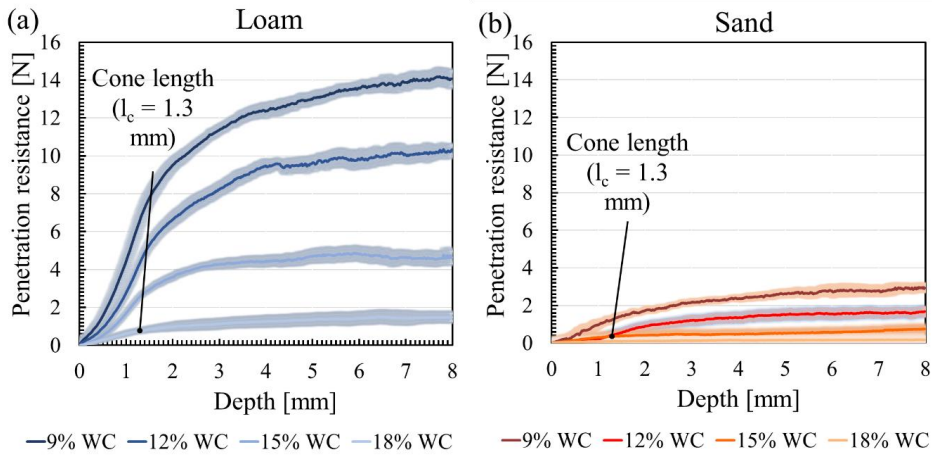 (a)
Loam
Penetration resistance [N]
16
14
12
10
8
6
4
2
0
Cone length
(lc = 1.3
mm)
0 1 2 3 4 5 6 7 8
Depth [mm]
9% WC 12% WC 15% WC 18% WC
(b)
Sand
Penetration resistance [N]
16
14
12
10
8
6
4
2
0
Cone length
(lc = 1.3
mm)
0 1 2 3 4 5 6 7 8
Depth [mm]
9% WC 12% WC 15% WC 18% WC